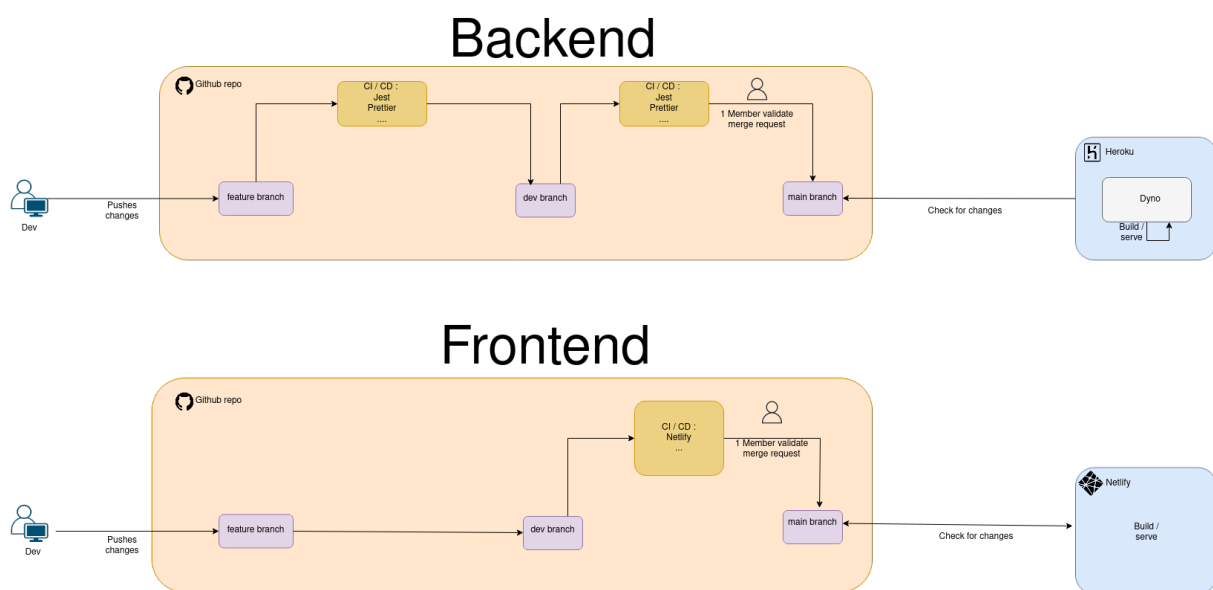 Backend
Github repo
CI / CD :
Jest
Prettier
....
CI / CD :
Jest
Prettier
....
1 Member validate
merge request
Heroku
feature branch
dev branch
main branch
Dyno
Pushes
changes
Check for changes
Dev
Build /
serve
Frontend
Github repo
CI / CD :
Netlify
...
1 Member validate
merge request
Netlify
feature branch
dev branch
main branch
Build /
serve
Pushes
changes
Check for changes
Dev